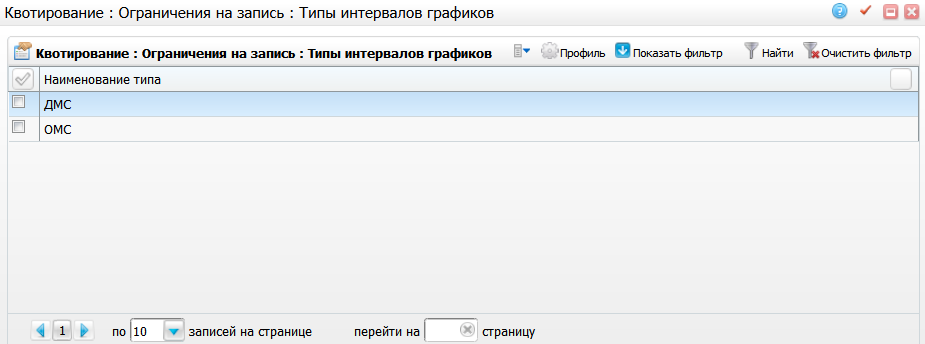 Квотирование : Ограничения на запись : Типы интервалов графиков
Квотирование : Ограничения на запись : Типы интервалов графиков Профиль Показать фильтр Найти Очистить фильтр
Наименование типа
ДМС
ОМС
1 по 10 записей на странице перейти на страницу